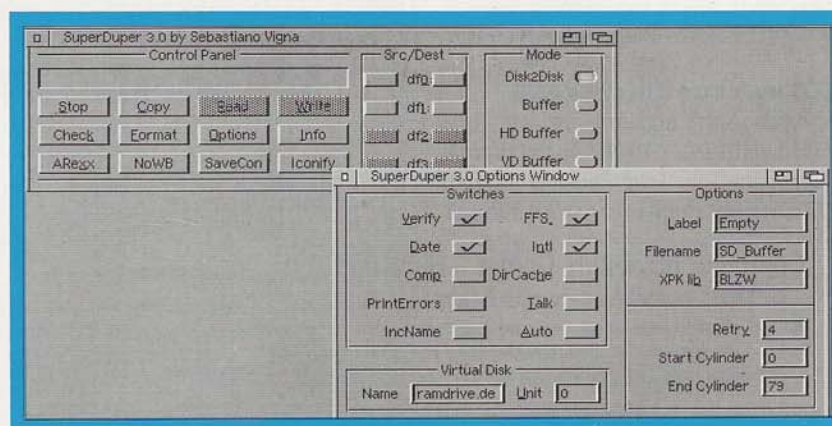 SuperDuper 3.0 by Sebastiano Vigna
Control Panel
Stop Copy Read Write
Check Format Options Info
ARexx NoWB SaveCon Iconify
Src/Dest
df0:
df1:
df2:
df3:
Mode
Disk2Disk
Buffer
HD Buffer
VD Buffer
SuperDuper 3.0 Options Window
Switches
Verify FFS,
Date Intl
Comp DirCache
PrintErrors Talk
IncName Auto
Virtual Disk
Name ramdrive.de Unit 0
Options
Label Empty
Filename SD_Buffer
XPK lib BLZW
Retry 4
Start Cylinder 0
End Cylinder 79